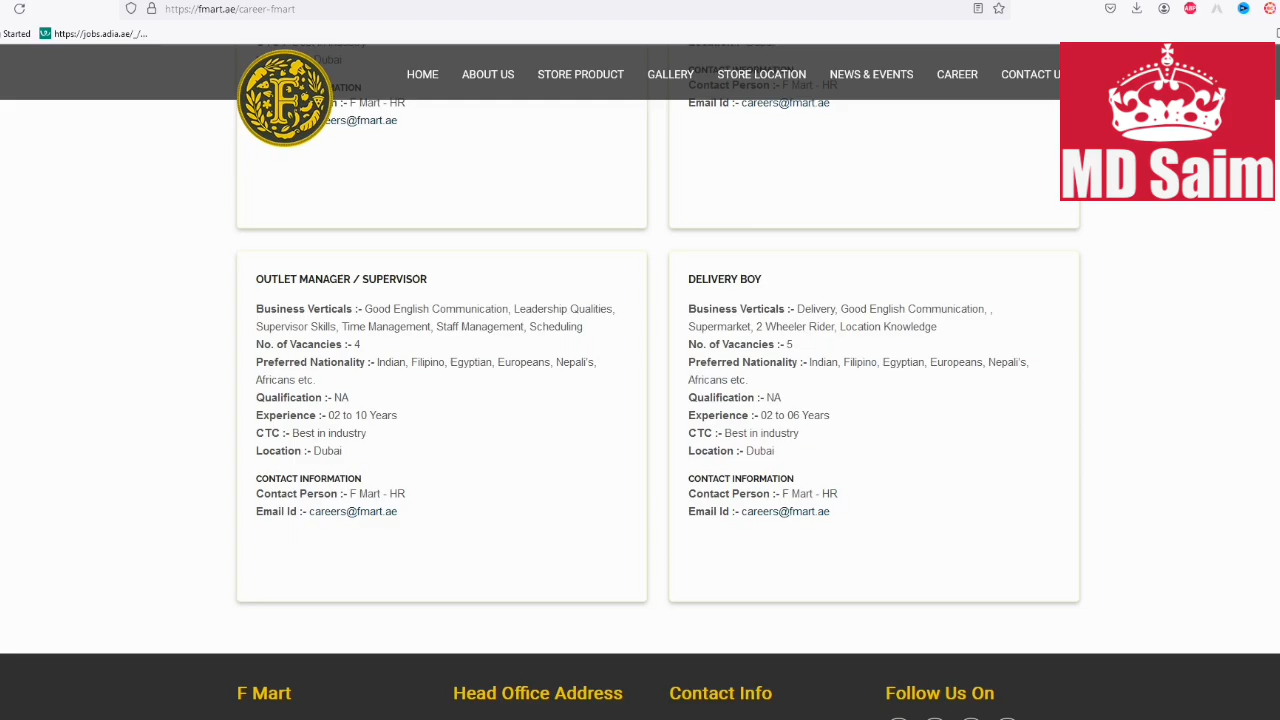 https://fmart.ae/career-fmart
Started
https://jobs.adia.ae/_/...
HOME
ABOUT US
STORE PRODUCT
GALLERY
STORE LOCATION
NEWS & EVENTS
CAREER
CONTACT U
F
MD Saim
Dubai
Contact Person :- F Mart - HR
F Mart - HR
Email Id :- careers@fmart.ae
eers@fmart.ae
OUTLET MANAGER / SUPERVISOR
Business Verticals :- Good English Communication, Leadership Qualities,
Supervisor Skills, Time Management, Staff Management, Scheduling
No. of Vacancies :- 4
Preferred Nationality :- Indian, Filipino, Egyptian, Europeans, Nepali's,
Africans etc.
Qualification :- NA
Experience :- 02 to 10 Years
CTC :- Best in industry
Location :- Dubai
CONTACT INFORMATION
Contact Person :- F Mart - HR
Email Id :- careers@fmart.ae
DELIVERY BOY
Business Verticals :- Delivery, Good English Communication, ,
Supermarket, 2 Wheeler Rider, Location Knowledge
No. of Vacancies :- 5
Preferred Nationality :- Indian, Filipino, Egyptian, Europeans, Nepali's,
Africans etc.
Qualification :- NA
Experience :- 02 to 06 Years
CTC :- Best in industry
Location :- Dubai
CONTACT INFORMATION
Contact Person :- F Mart - HR
Email Id :- careers@fmart.ae
F Mart
Head Office Address
Contact Info
Follow Us On